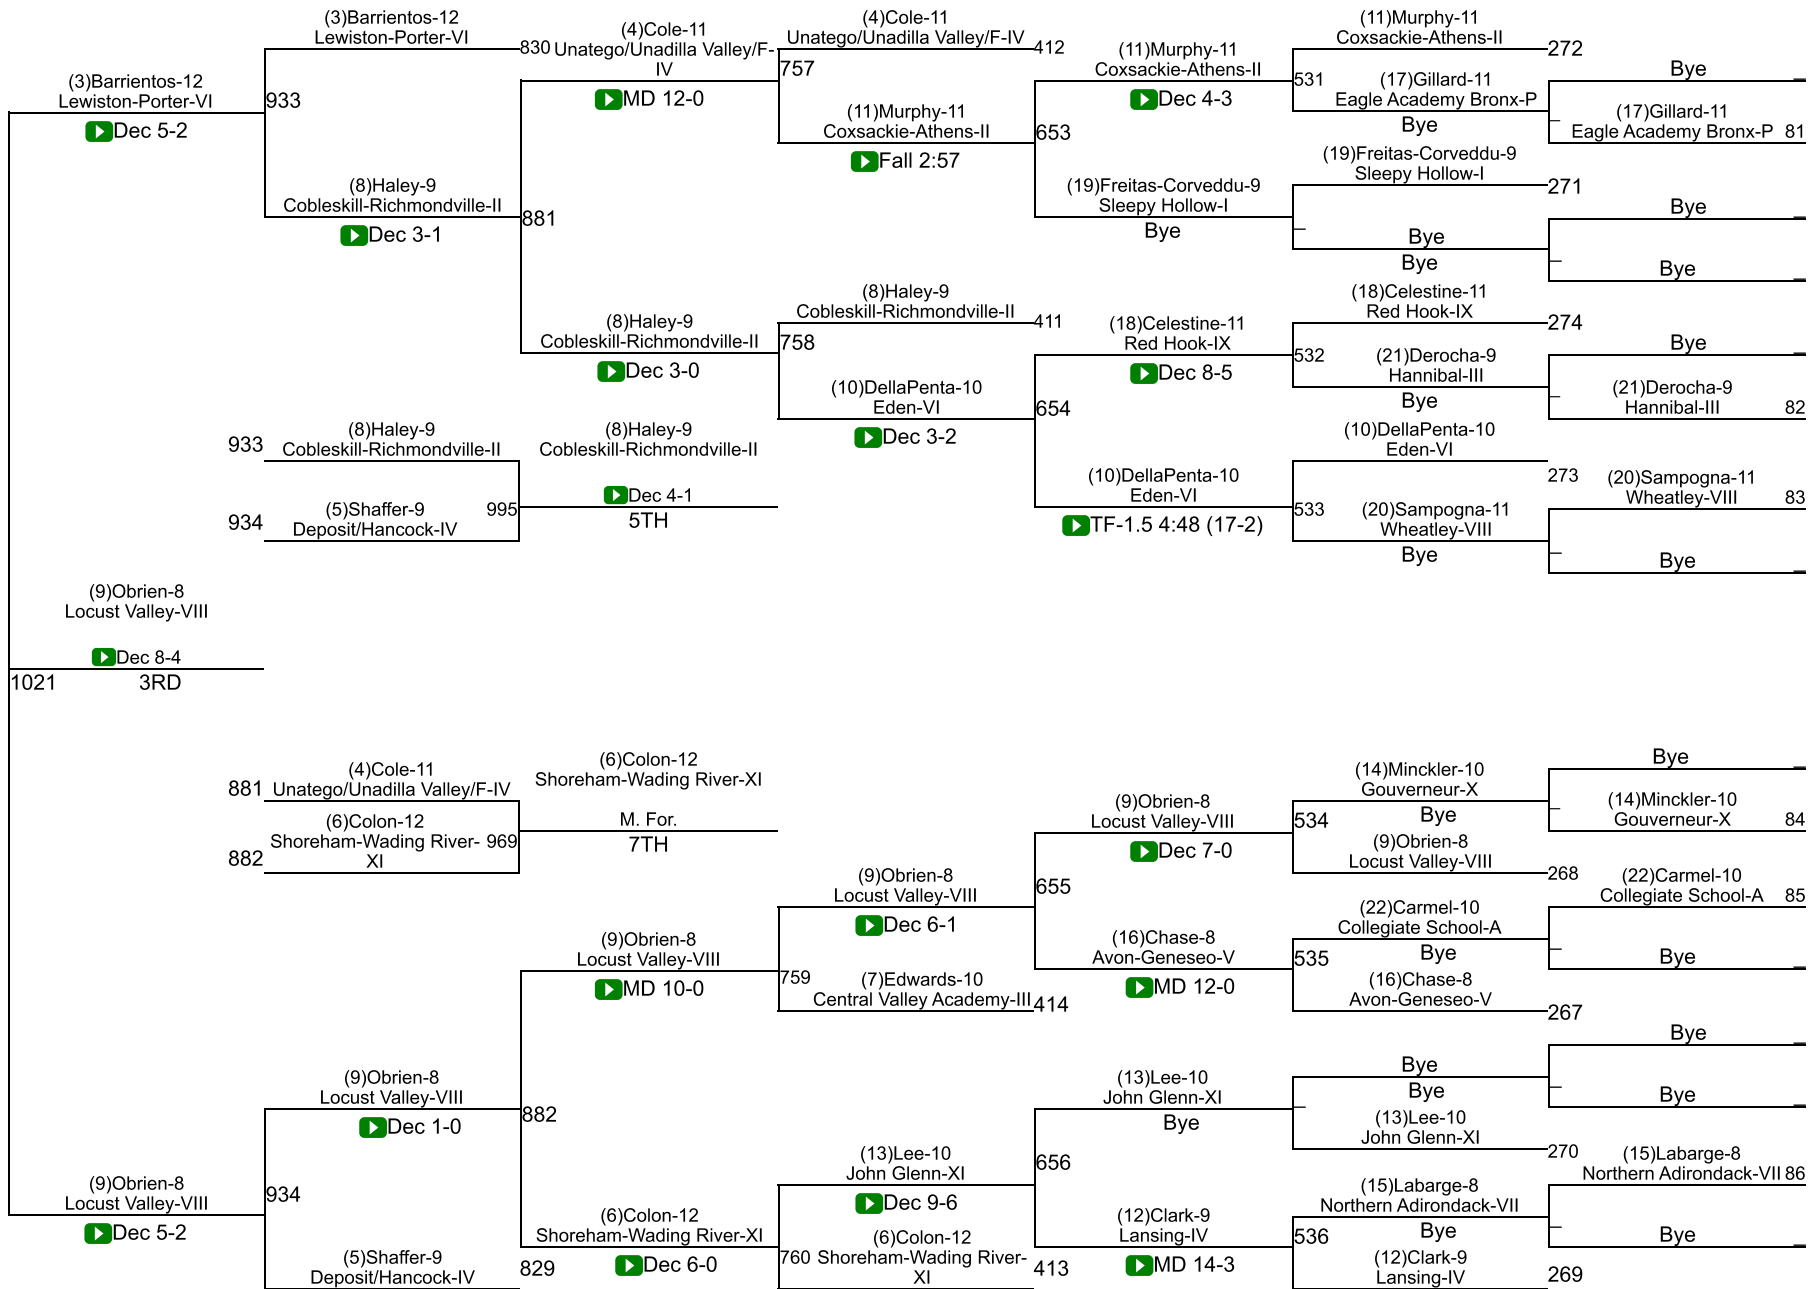 (3)Barrientos-12
Lewiston-Porter-VI
Dec 5-2
933
(3)Barrientos-12
Lewiston-Porter-VI
830
(8)Haley-9
Cobleskill-Richmondville-II
Dec 3-1
881
(4)Cole-11
Unatego/Unadilla Valley/F-
IV
MD 12-0
757
(8)Haley-9
Cobleskill-Richmondville-II
Dec 3-0
758
(4)Cole-11
Unatego/Unadilla Valley/F-IV
412
(11)Murphy-11
Coxsackie-Athens-II
Fall 2:57
653
(8)Haley-9
Cobleskill-Richmondville-II
411
(10)DellaPenta-10
Eden-VI
Dec 3-2
654
(11)Murphy-11
Coxsackie-Athens-II
Dec 4-3
531
(19)Freitas-Corveddu-9
Sleepy Hollow-I
Bye
(18)Celestine-11
Red Hook-IX
Dec 8-5
532
(10)DellaPenta-10
Eden-VI
TF-1.5 4:48 (17-2)
533
(11)Murphy-11
Coxsackie-Athens-II
272
(17)Gillard-11
Eagle Academy Bronx-P
Bye
(19)Freitas-Corveddu-9
Sleepy Hollow-I
271
Bye
Bye
(18)Celestine-11
Red Hook-IX
274
(21)Derocha-9
Hannibal-III
Bye
(10)DellaPenta-10
Eden-VI
273
(20)Sampogna-11
Wheatley-VIII
Bye
Bye
(17)Gillard-11
Eagle Academy Bronx-P 81
Bye
Bye
Bye
(21)Derocha-9
Hannibal-III 82
(20)Sampogna-11
Wheatley-VIII 83
Bye
933
(8)Haley-9
Cobleskill-Richmondville-II
934
(5)Shaffer-9
Deposit/Hancock-IV
995
(8)Haley-9
Cobleskill-Richmondville-II
Dec 4-1
5TH
(9)Obrien-8
Locust Valley-VIII
Dec 8-4
1021
3RD
881
(4)Cole-11
Unatego/Unadilla Valley/F-IV
882
(6)Colon-12
Shoreham-Wading River-
XI
969
(6)Colon-12
Shoreham-Wading River-XI
M. For.
7TH
(9)Obrien-8
Locust Valley-VIII
Dec 5-2
934
(9)Obrien-8
Locust Valley-VIII
Dec 1-0
882
(5)Shaffer-9
Deposit/Hancock-IV
829
(9)Obrien-8
Locust Valley-VIII
MD 10-0
759
(6)Colon-12
Shoreham-Wading River-XI
Dec 6-0
760
(9)Obrien-8
Locust Valley-VIII
Dec 6-1
655
(7)Edwards-10
Central Valley Academy-III
414
(13)Lee-10
John Glenn-XI
Dec 9-6
656
(6)Colon-12
Shoreham-Wading River-
XI
413
(9)Obrien-8
Locust Valley-VIII
Dec 7-0
534
(16)Chase-8
Avon-Geneseo-V
MD 12-0
535
(13)Lee-10
John Glenn-XI
Bye
(12)Clark-9
Lansing-IV
MD 14-3
536
(14)Minckler-10
Gouverneur-X
Bye
(9)Obrien-8
Locust Valley-VIII
268
(22)Carmel-10
Collegiate School-A
Bye
(16)Chase-8
Avon-Geneseo-V
267
Bye
Bye
(13)Lee-10
John Glenn-XI
270
(15)Labarge-8
Northern Adirondack-VII
Bye
(12)Clark-9
Lansing-IV
269
Bye
(14)Minckler-10
Gouverneur-X 84
(22)Carmel-10
Collegiate School-A 85
Bye
Bye
Bye
(15)Labarge-8
Northern Adirondack-VII 86
Bye